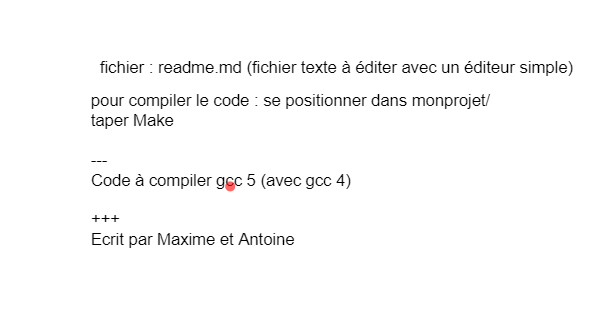 fichier : readme.md (fichier texte à éditer avec un éditeur simple)
pour compiler le code : se positionner dans monprojet/
taper Make
---
Code à compiler gcc 5 (avec gcc 4)
+++
Ecrit par Maxime et Antoine